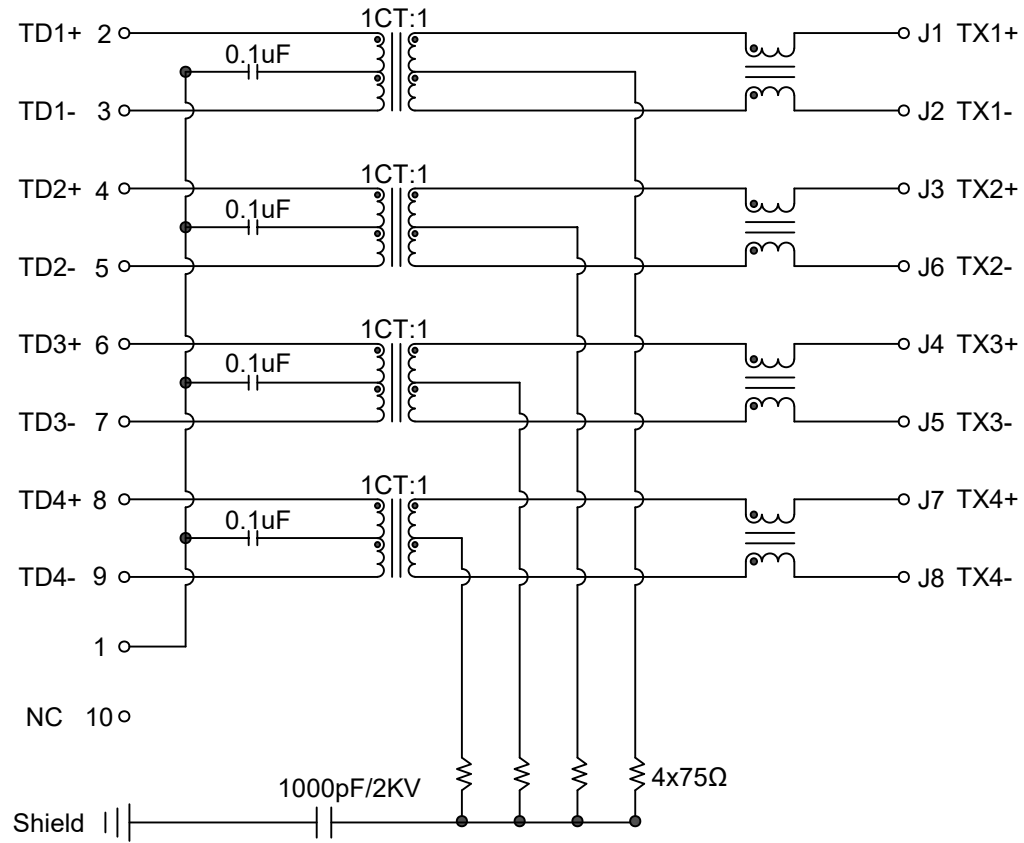 1CT:1
TD1+ 2
J1 TX1+
0.1uF
TD1- 3
J2 TX1-
1CT:1
TD2+ 4
J3 TX2+
0.1uF
TD2- 5
J6 TX2-
1CT:1
TD3+ 6
J4 TX3+
0.1uF
TD3- 7
J5 TX3-
1CT:1
TD4+ 8
J7 TX4+
0.1uF
TD4- 9
J8 TX4-
1
NC 10
1000pF/2KV
4x75Ω
Shield